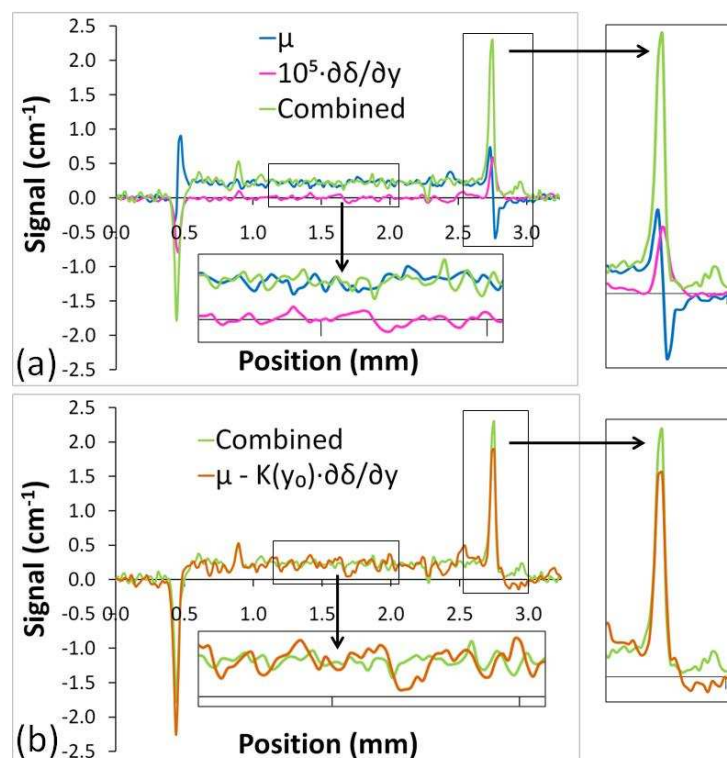 2.5
2.0
1.5
1.0
0.5
0.0
-0.5
-1.0
-1.5
-2.0
-2.5
Signal (cm⁻¹)
μ
10⁵·∂δ/∂y
Combined
0.0 0.5 1.0 1.5 2.0 2.5 3.0
Position (mm)
(a)
2.5
2.0
1.5
1.0
0.5
0.0
-0.5
-1.0
-1.5
-2.0
-2.5
Signal (cm⁻¹)
Combined
μ - K(y₀)·∂δ/∂y
0.0 0.5 1.0 1.5 2.0 2.5 3.0
Position (mm)
(b)